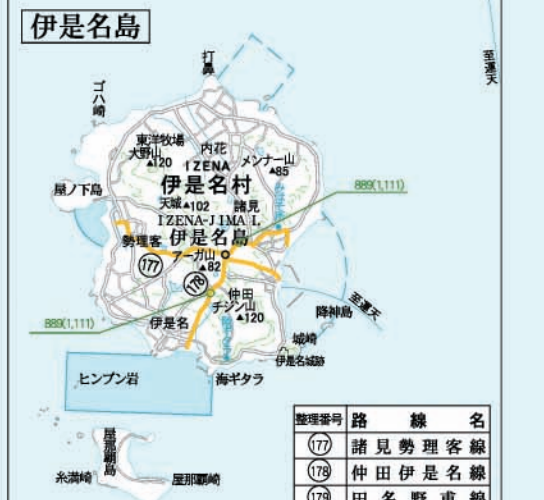 伊是名島
打鼻
至運天
ゴハ崎
東洋牧場
大野山
▲120
内花
メンナー山
▲85
IZENA
伊是名村
屋ノ下島
889(1,111)
天城▲102
諸見
IZENA-JIMA I.
勢理客
伊是名島
アーガ山
▲82
177
178
仲田
チジン山
▲120
至運天
降神島
889(1,111)
伊是名
城崎
伊是名城跡
ヒンブン岩
海ギタラ
屋那覇島
糸満崎
屋那覇崎
整理番号 路線名
177 諸見勢理客線
178 仲田伊是名線
179